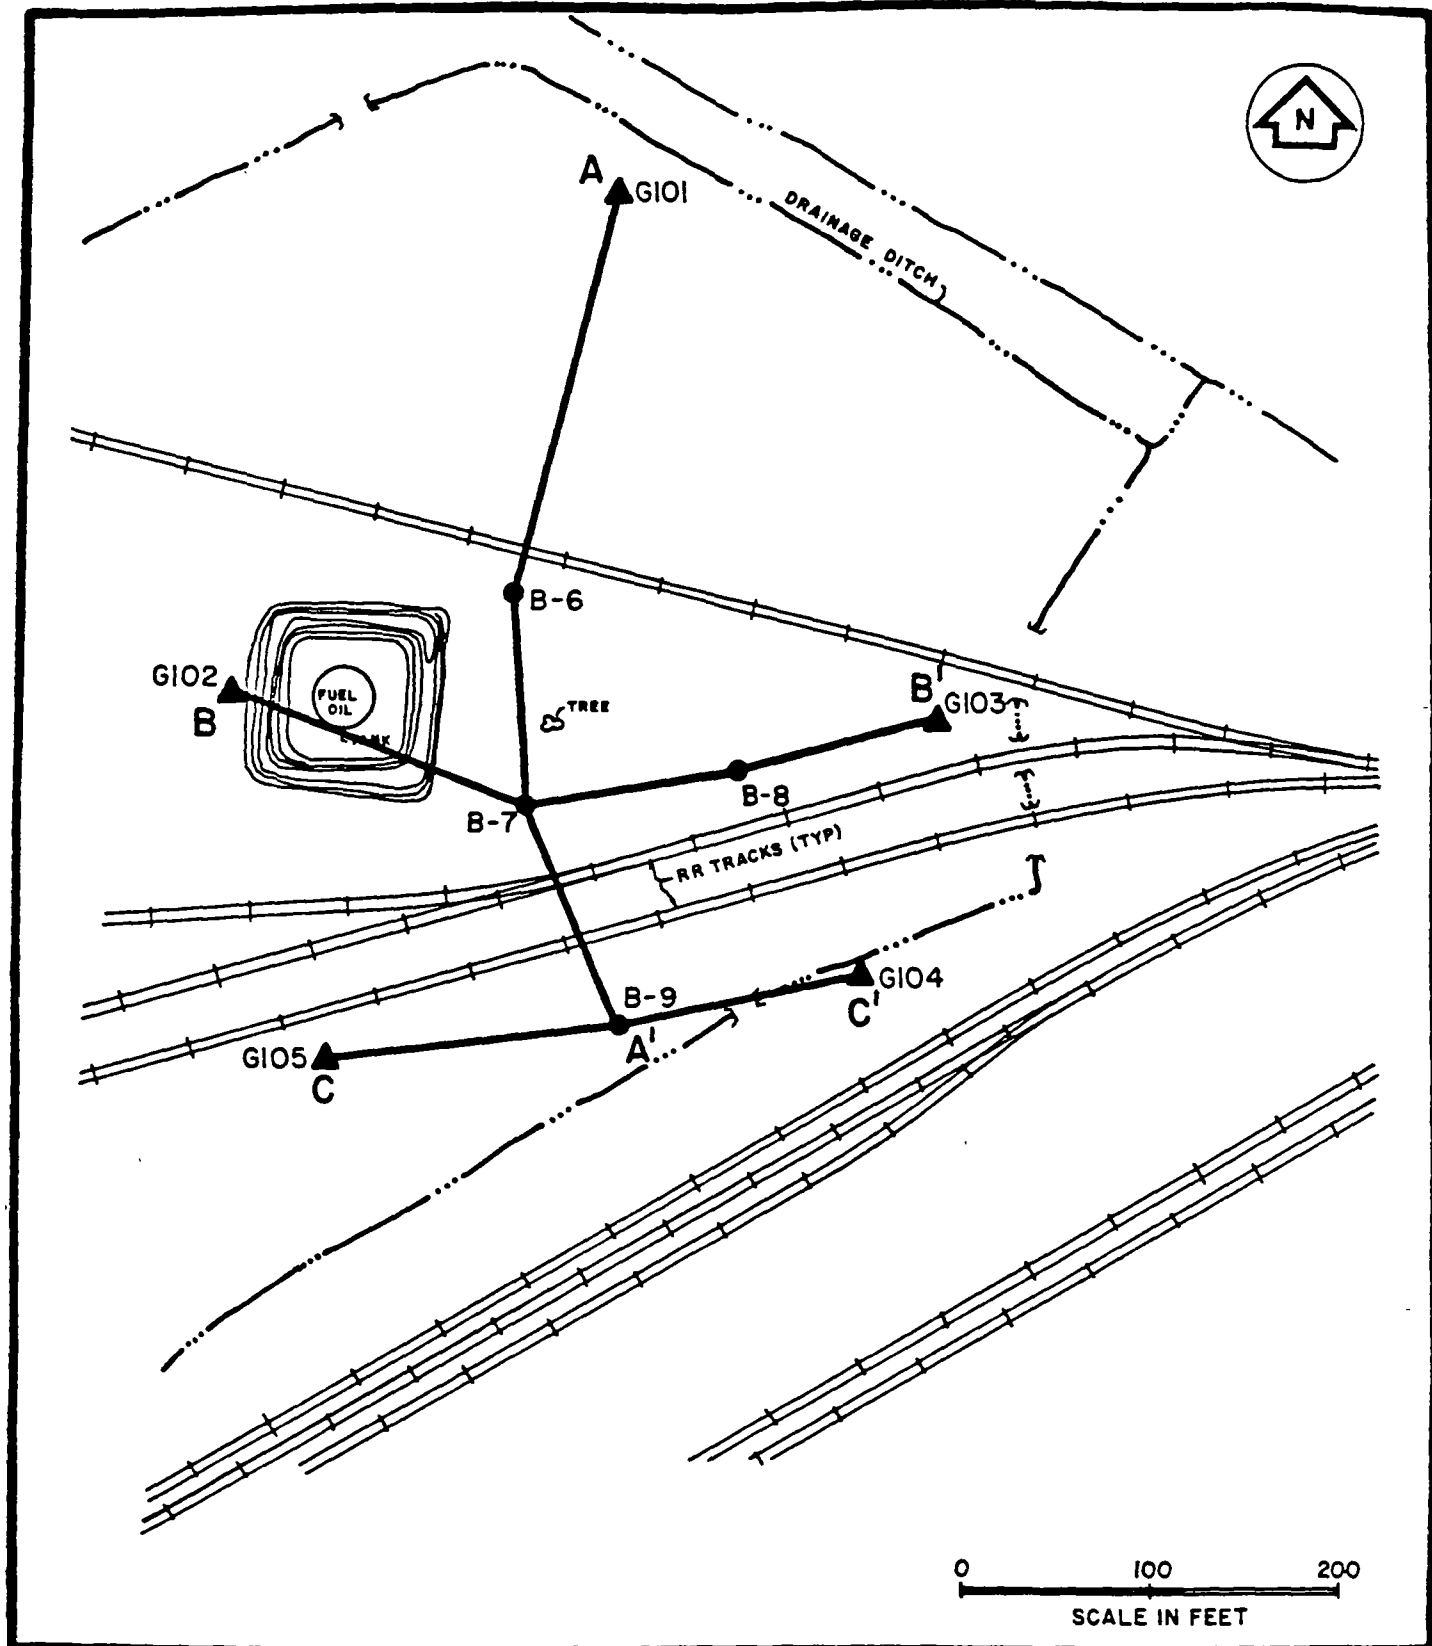 N
A
G101
DRAINAGE DITCH
B-6
G102
B
FUEL
OIL
TREE
B'
G103
B-8
B-7
RR TRACKS (TYP)
B-9
A'
G104
C'
G105
C
0 100 200
SCALE IN FEET